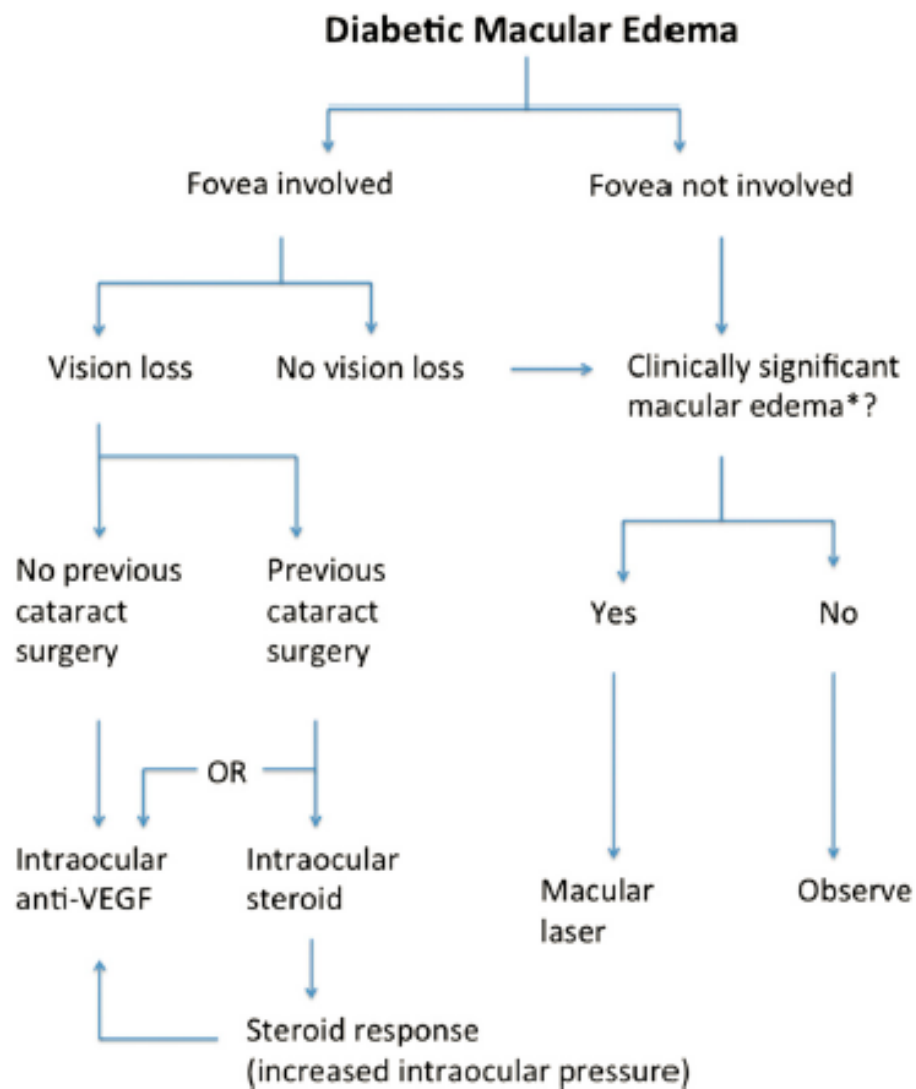 Diabetic Macular Edema
Fovea involved
Fovea not involved
Vision loss
No vision loss
Clinically significant
macular edema*?
No previous
cataract
surgery
Previous
cataract
surgery
Yes
No
OR
Intraocular
anti-VEGF
Intraocular
steroid
Macular
laser
Observe
Steroid response
(increased intraocular pressure)